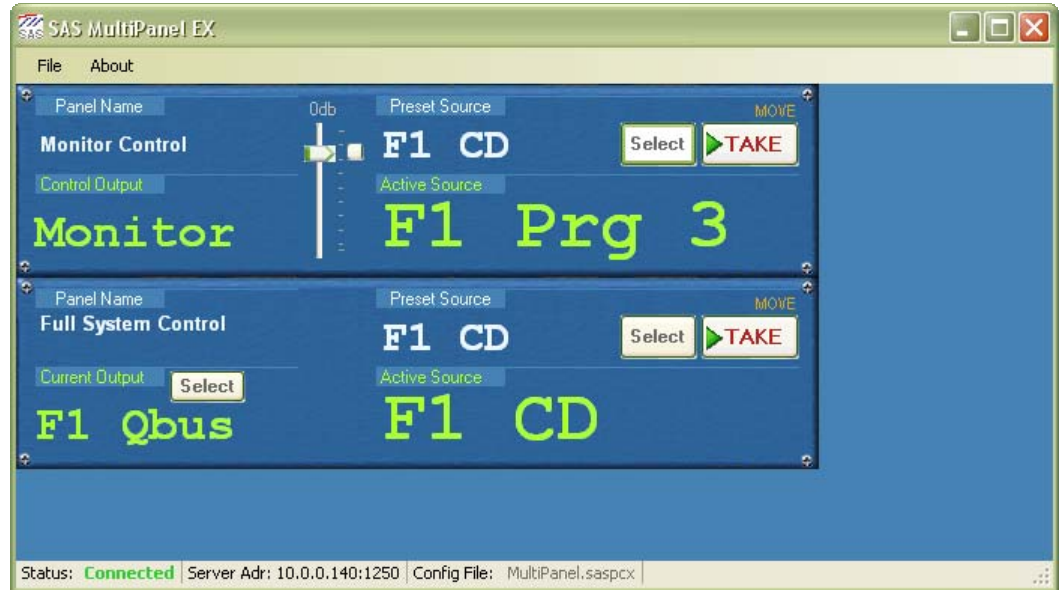 SAS MultiPanel EX
File About
Panel Name
Monitor Control
Control Output
Monitor
0db
Preset Source
F1 CD
Select
MOVE
TAKE
Active Source
F1 Prg 3
Panel Name
Full System Control
Current Output
Select
F1 Qbus
Preset Source
F1 CD
Select
MOVE
TAKE
Active Source
F1 CD
Status: Connected Server Adr: 10.0.0.140:1250 Config File: MultiPanel.saspcx